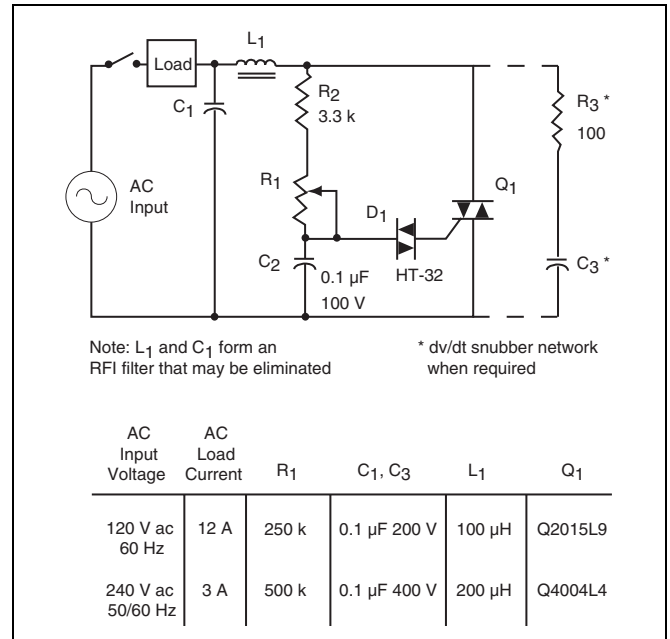 L1
Load
C1
R2
3.3 k
R3 *
100
R1
AC
Input
D1
Q1
C2
0.1 µF
100 V
HT-32
C3 *
Note: L1 and C1 form an
RFI filter that may be eliminated
* dv/dt snubber network
when required
AC
Input
Voltage
AC
Load
Current
R1
C1, C3
L1
Q1
120 V ac
60 Hz
12 A
250 k
0.1 µF 200 V
100 µH
Q2015L9
240 V ac
50/60 Hz
3 A
500 k
0.1 µF 400 V
200 µH
Q4004L4